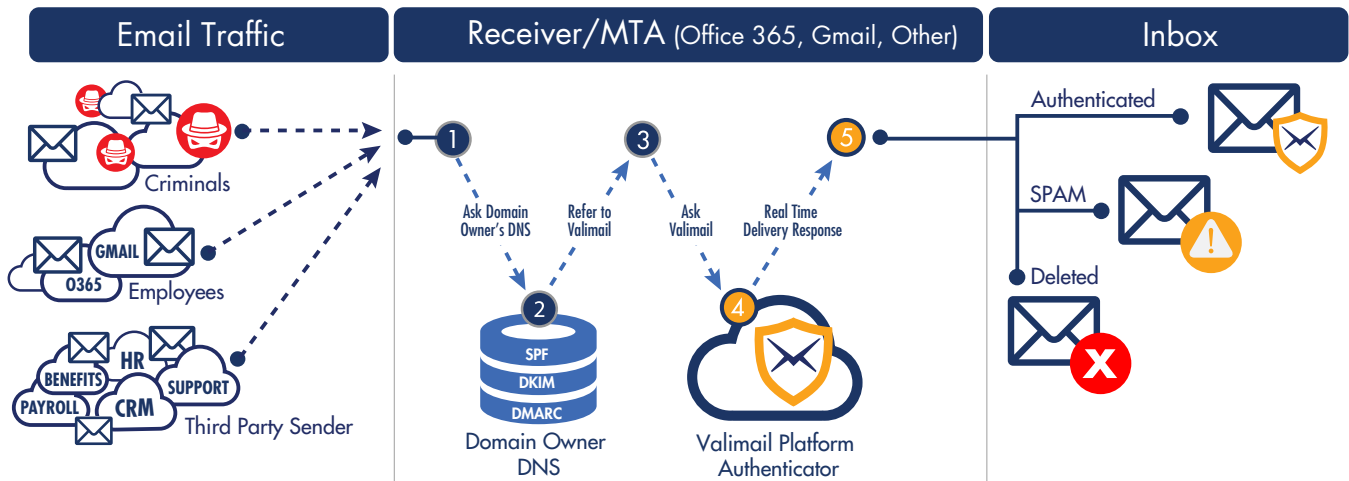 Email Traffic
Receiver/MTA (Office 365, Gmail, Other)
Inbox
Criminals
GMAIL
O365
Employees
HR
BENEFITS
SUPPORT
PAYROLL
CRM
Third Party Sender
1
Ask Domain
Owner's DNS
2
SPF
DKIM
DMARC
Domain Owner
DNS
Refer to
Valimail
3
Ask
Valimail
4
Valimail Platform
Authenticator
Real Time
Delivery Response
5
Authenticated
SPAM
!
Deleted
X